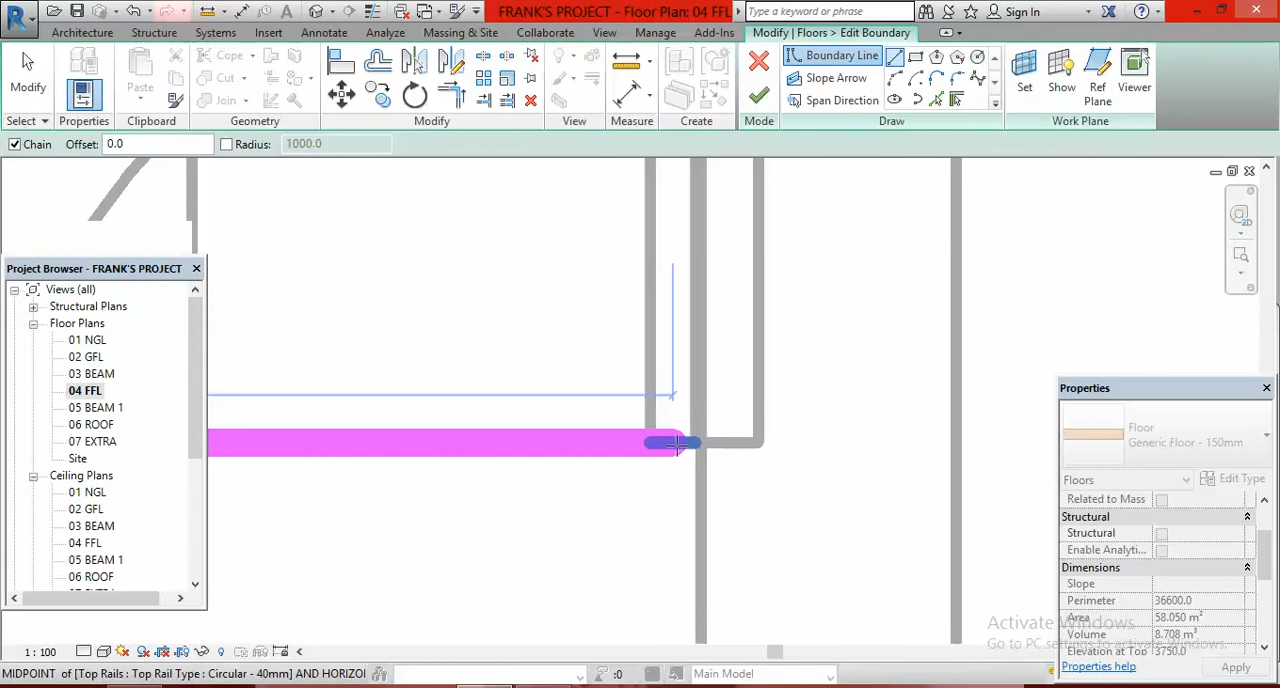 FRANK'S PROJECT - Floor Plan: 04 FFL
Type a keyword or phrase
Sign In
Architecture Structure Systems Insert Annotate Analyze Massing & Site Collaborate View Manage Add-Ins Modify | Floors > Edit Boundary
Modify
Select
Properties
Paste
Clipboard
Cope
Cut
Join
Geometry
Modify
View
Measure
Create
Mode
Boundary Line
Slope Arrow
Span Direction
Draw
Set
Show
Ref
Plane
Viewer
Work Plane
Chain Offset: 0.0 Radius: 1000.0
Project Browser - FRANK'S PROJECT
Views (all)
Structural Plans
Floor Plans
01 NGL
02 GFL
03 BEAM
04 FFL
05 BEAM 1
06 ROOF
07 EXTRA
Site
Ceiling Plans
01 NGL
02 GFL
03 BEAM
04 FFL
05 BEAM 1
06 ROOF
2D
Properties
Floor
Generic Floor - 150mm
Floors
Edit Type
Related to Mass
Structural
Structural
Enable Analyti...
Dimensions
Slope
Perimeter 36600.0
Area 58.050 m²
Volume 8.708 m³
Elevation at Top 3750.0
Properties help
Apply
Activate Windows
Go to PC settings to activate Windows.
1 : 100
MIDPOINT of [Top Rails : Top Rail Type : Circular - 40mm] AND HORIZ
:0
Main Model